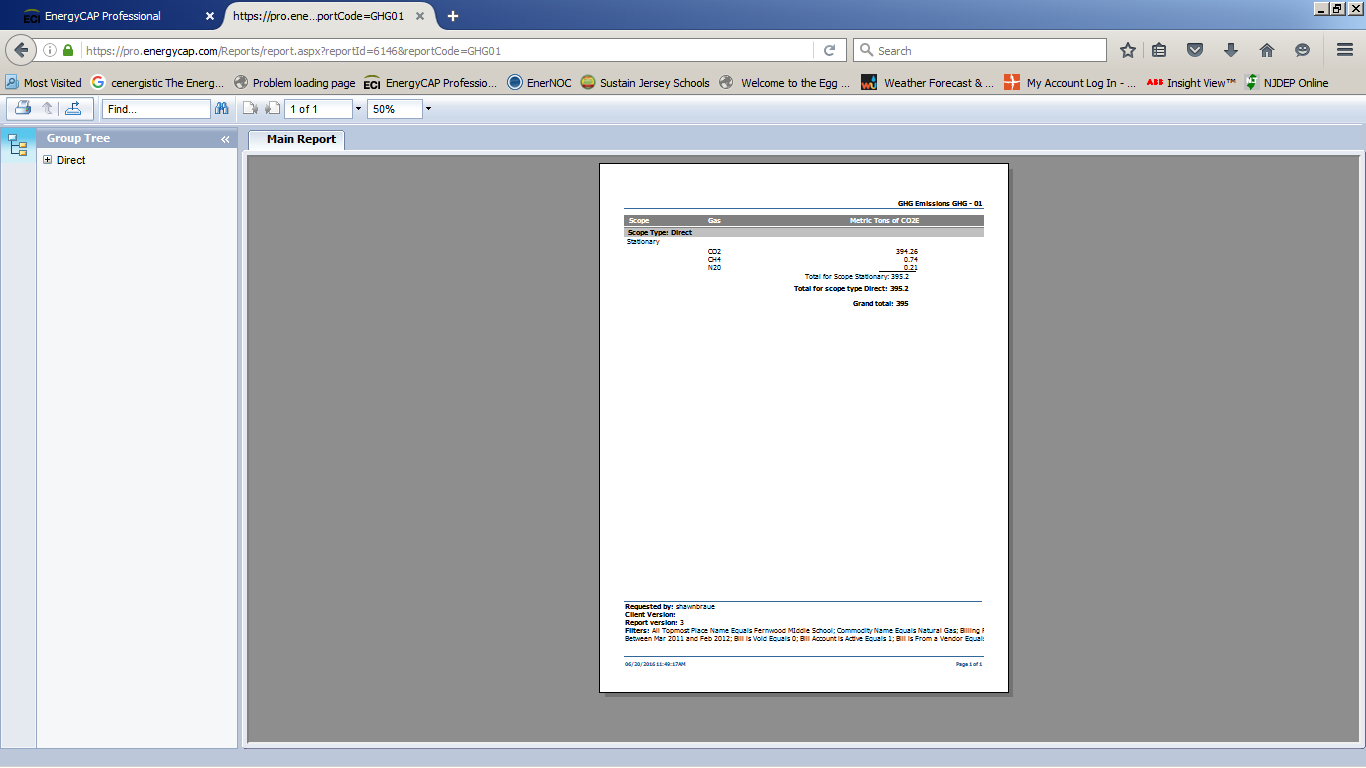 ECI EnergyCAP Professional
https://pro.ene...portCode=GHG01
https://pro.energycap.com/Reports/report.aspx?reportId=6146&reportCode=GHG01
Search
Most Visited
cenergistic The Energ...
Problem loading page
ECI EnergyCAP Professio...
EnerNOC
Sustain Jersey Schools
Welcome to the Egg ...
Weather Forecast & ...
My Account Log In - ...
ABB Insight View™
NJDEP Online
Find...
1 of 1
50%
Group Tree
Direct
Main Report
GHG Emissions GHG - 01
Scope Gas Metric Tons of CO2E
Scope Type: Direct
Stationary
CO2 394.26
CH4 0.74
N2O 0.21
Total for Scope Stationary: 395.2
Total for scope type Direct: 395.2
Grand total: 395
Requested by: shawnbraue
Client Version:
Report version: 3
Filters: All Topmost Place Name Equals Fernwood Middle School; Commodity Name Equals Natural Gas; Billing P
Between Mar 2011 and Feb 2012; Bill is Void Equals 0; Bill Account is Active Equals 1; Bill is From a Vendor Equals
06/20/2016 11:49:17AM Page 1 of 1